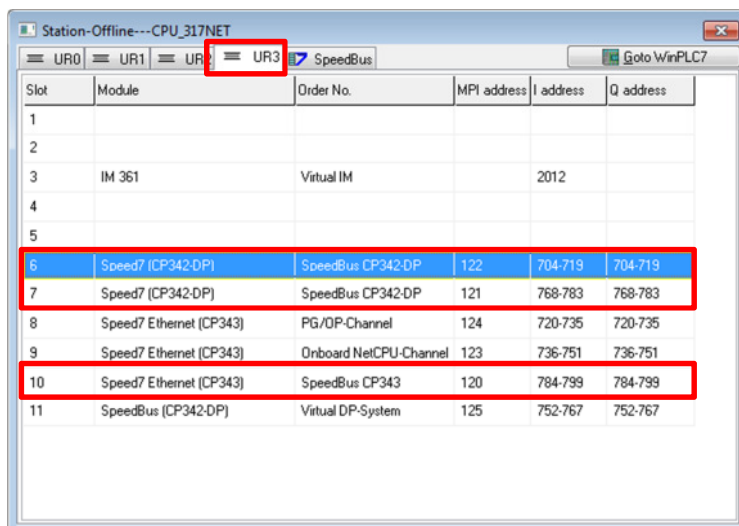 Station-Offline---CPU_317NET
UR0 UR1 UR2 UR3 SpeedBus Goto WinPLC7
Slot Module Order No. MPI address I address Q address
1
2
3 IM 361 Virtual IM 2012
4
5
6 Speed7 (CP342-DP) SpeedBus CP342-DP 122 704-719 704-719
7 Speed7 (CP342-DP) SpeedBus CP342-DP 121 768-783 768-783
8 Speed7 Ethernet (CP343) PG/OP-Channel 124 720-735 720-735
9 Speed7 Ethernet (CP343) Onboard NetCPU-Channel 123 736-751 736-751
10 Speed7 Ethernet (CP343) SpeedBus CP343 120 784-799 784-799
11 SpeedBus (CP342-DP) Virtual DP-System 125 752-767 752-767